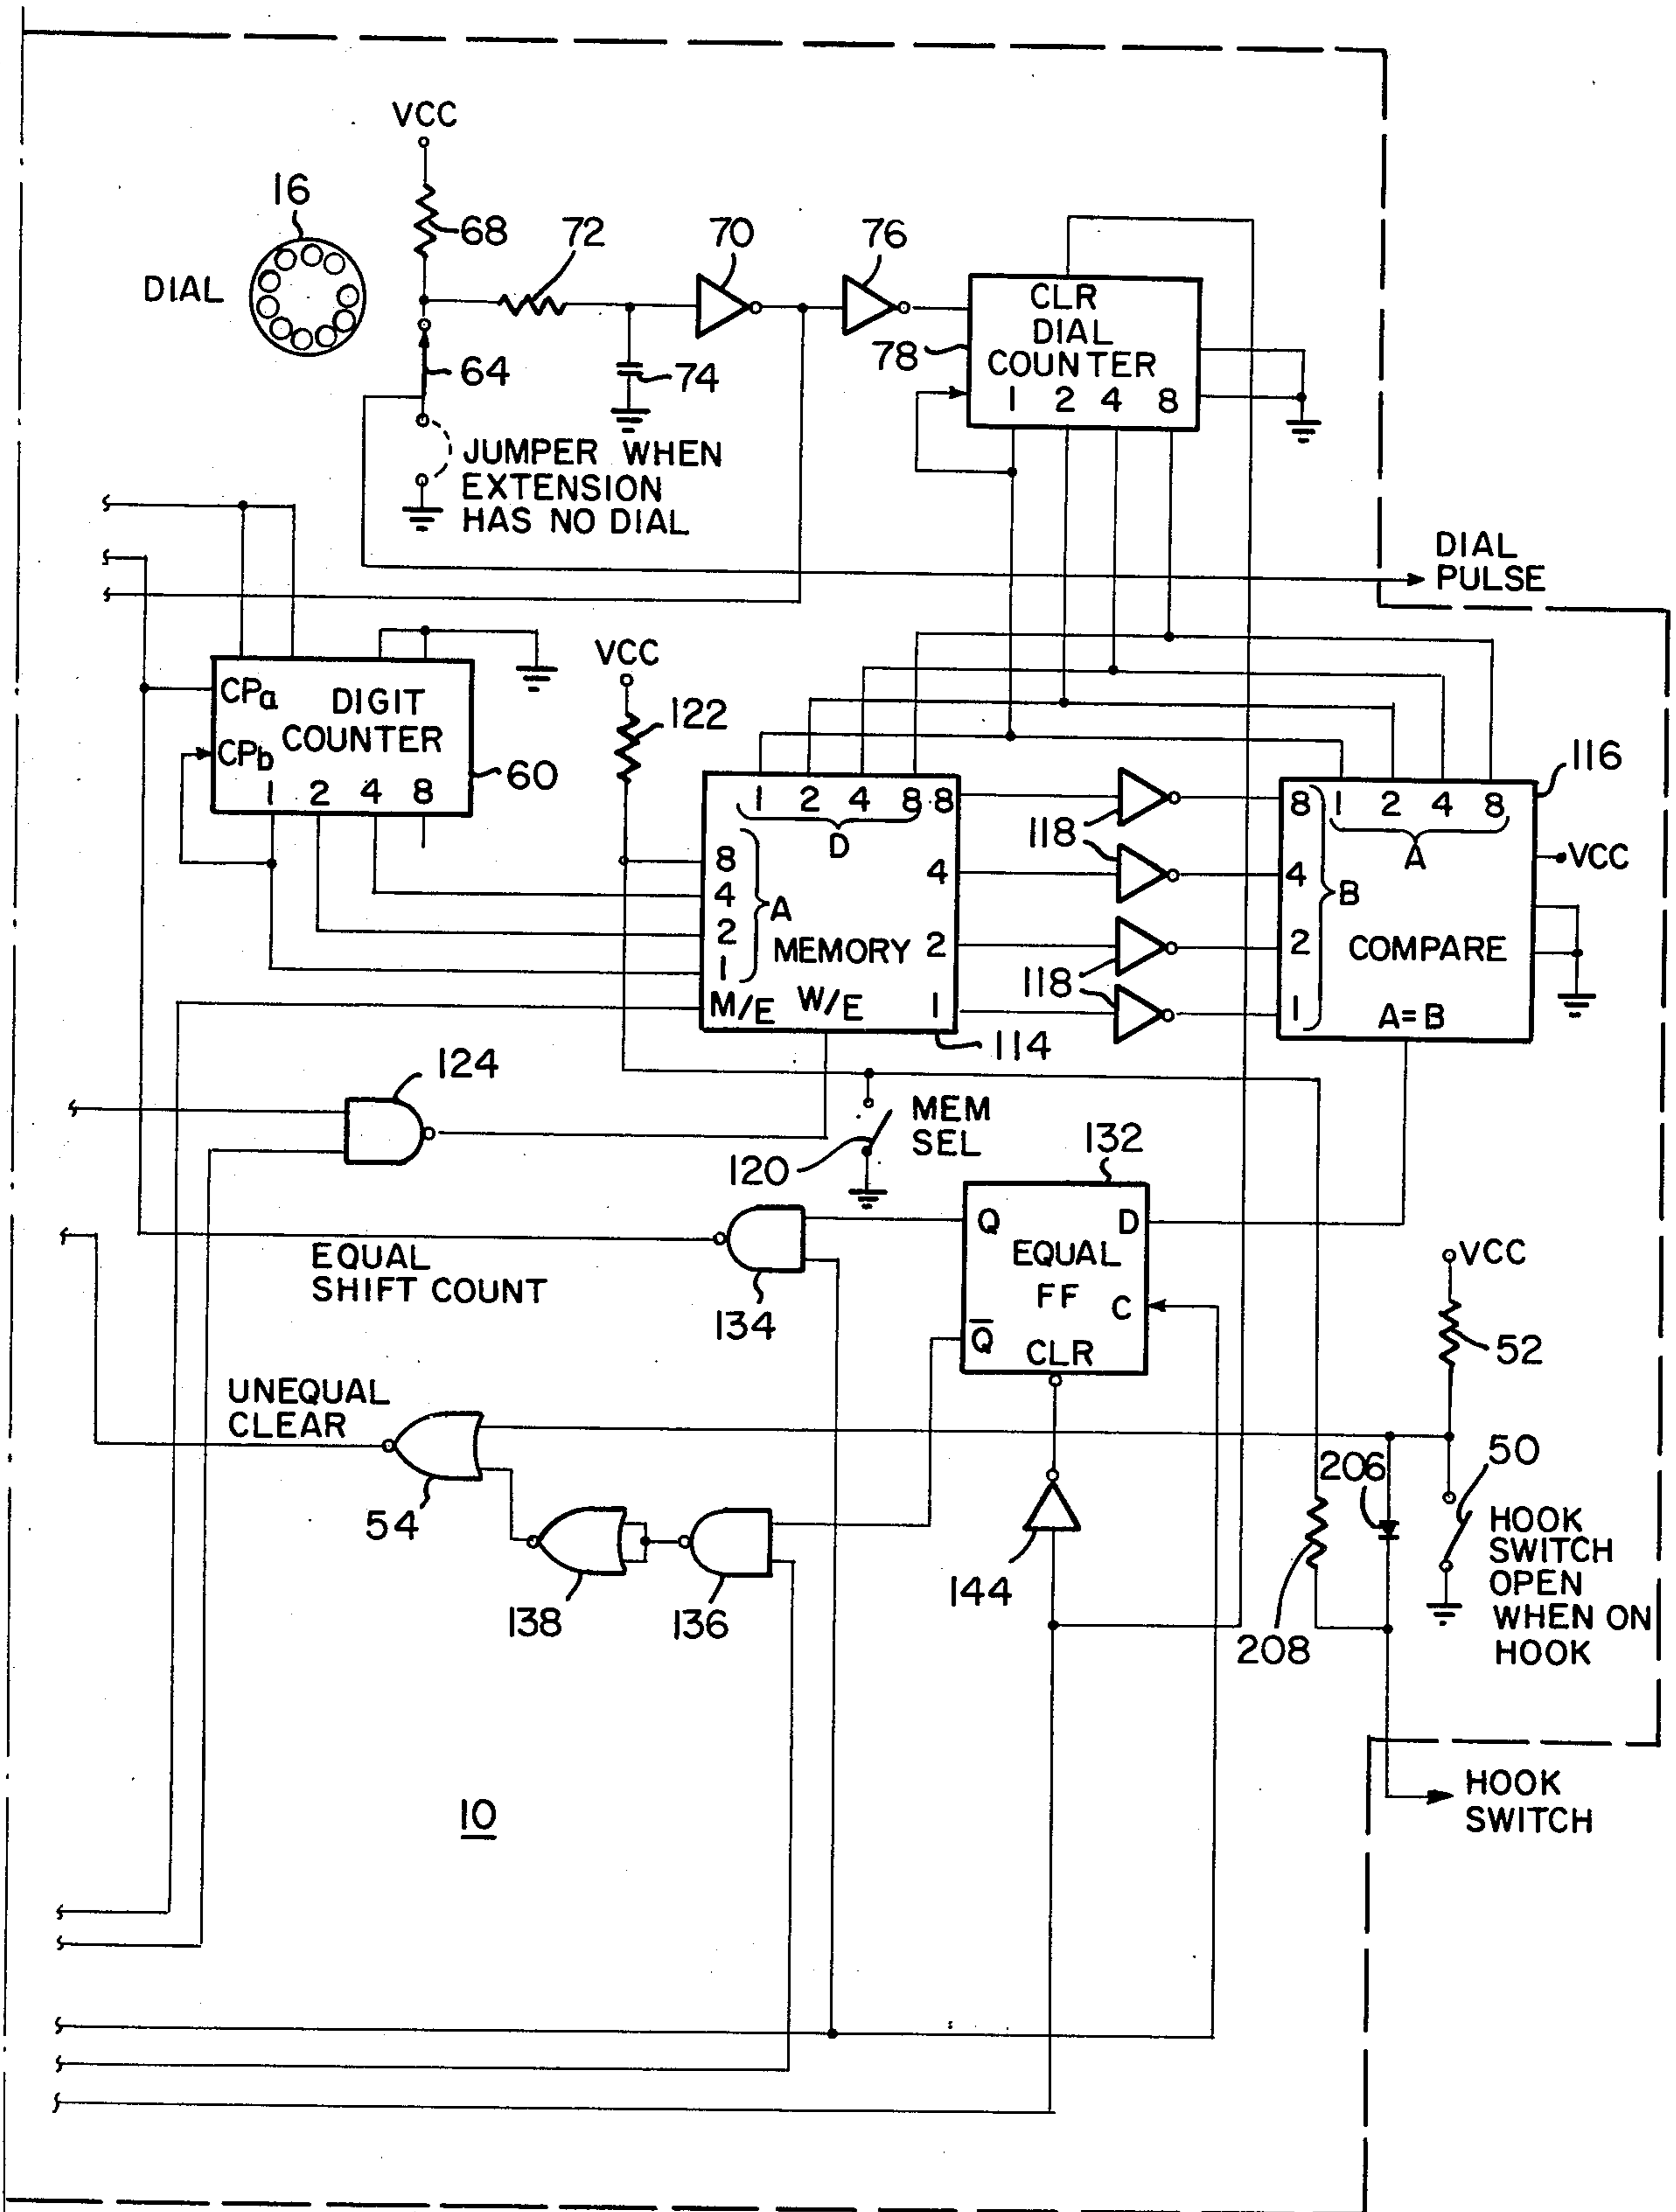 VCC
16
68
72
70
76
DIAL
CLR
DIAL
COUNTER
1 2 4 8
78
64
74
JUMPER WHEN
EXTENSION
HAS NO DIAL
DIAL
PULSE
VCC
CPa
DIGIT
COUNTER
CPb
1 2 4 8
60
122
116
1 2 4 8
D
8
4
2
1
8
4
2
1
A
MEMORY
M/E W/E
114
118
118
118
118
8
4
2
1
B
1 2 4 8
A
COMPARE
A=B
VCC
124
MEM
SEL
120
132
Q
D
EQUAL
FF
C
Q̅
CLR
EQUAL
SHIFT COUNT
134
VCC
52
UNEQUAL
CLEAR
54
138
136
144
206
208
50
HOOK
SWITCH
OPEN
WHEN ON
HOOK
10
HOOK
SWITCH